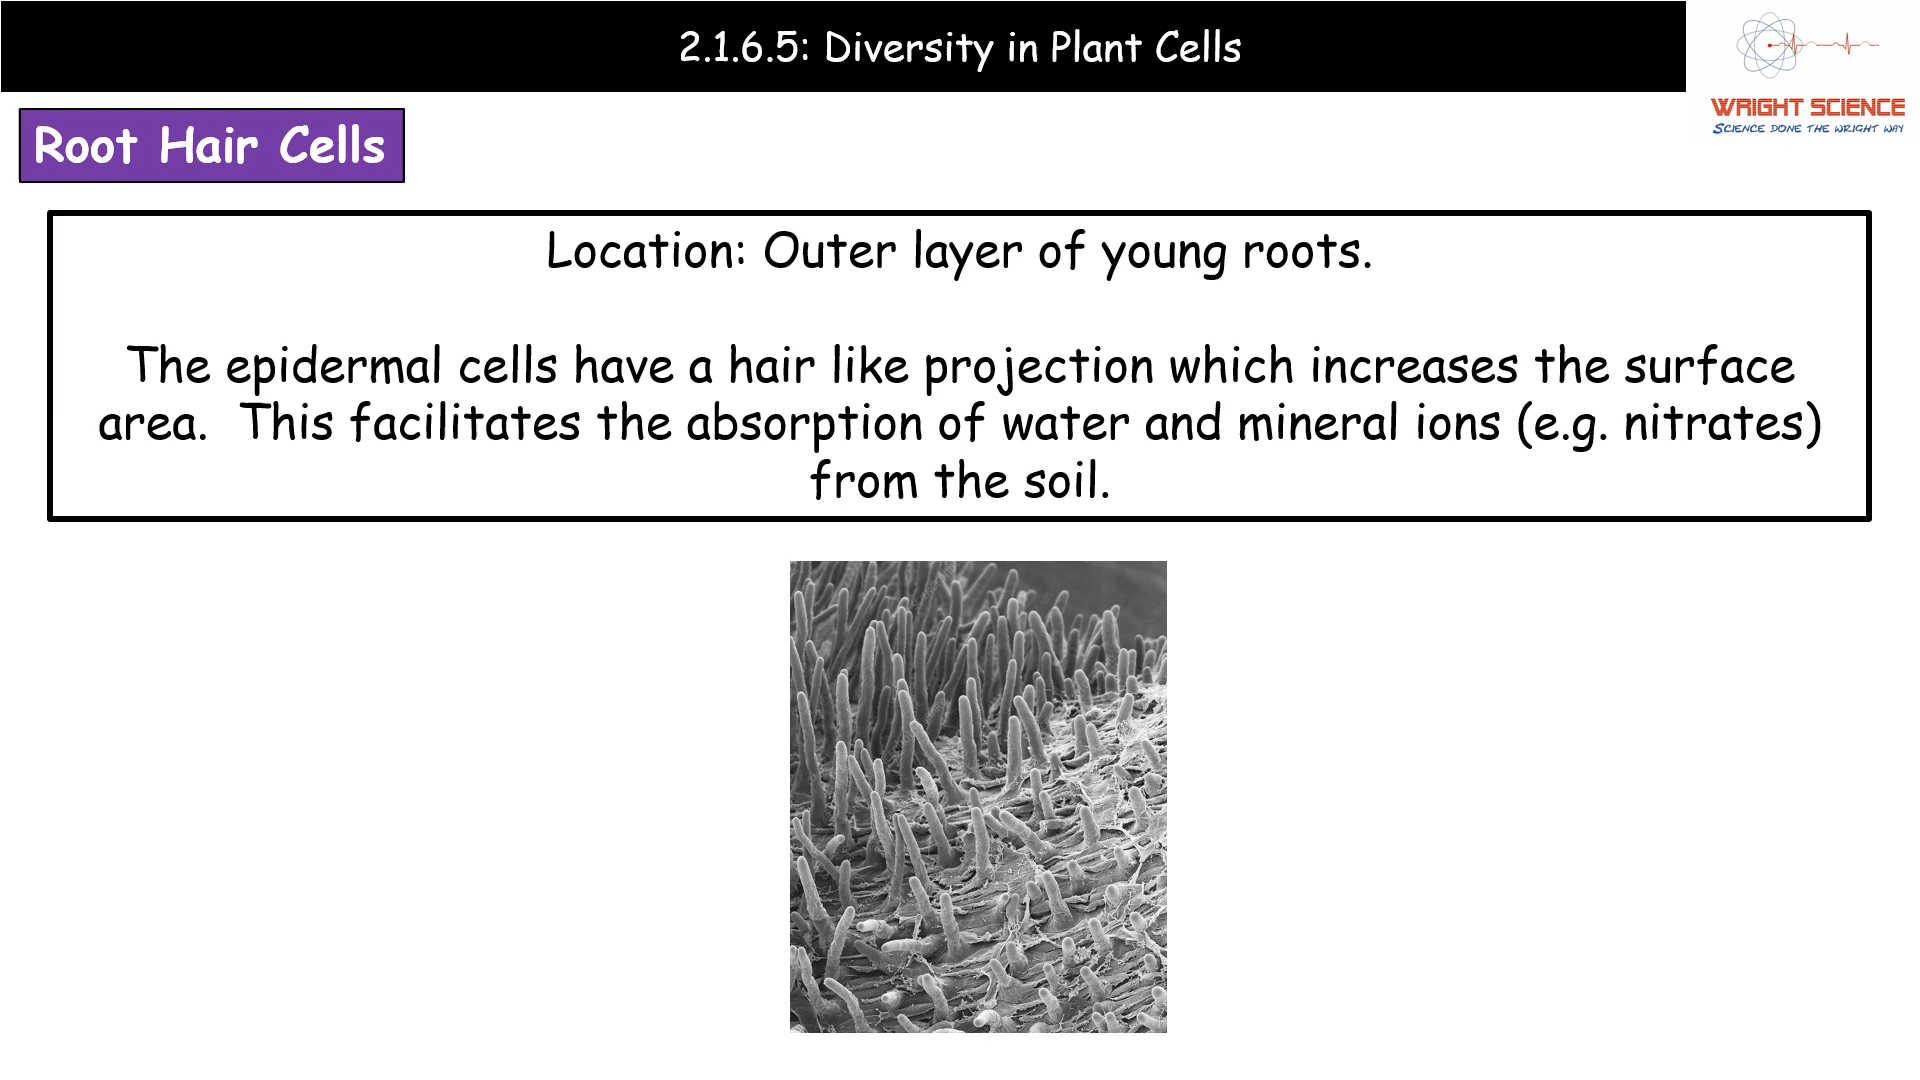 2.1.6.5: Diversity in Plant Cells
WRIGHT SCIENCE
SCIENCE DONE THE WRIGHT WAY
Root Hair Cells
Location: Outer layer of young roots.
The epidermal cells have a hair like projection which increases the surface
area. This facilitates the absorption of water and mineral ions (e.g. nitrates)
from the soil.